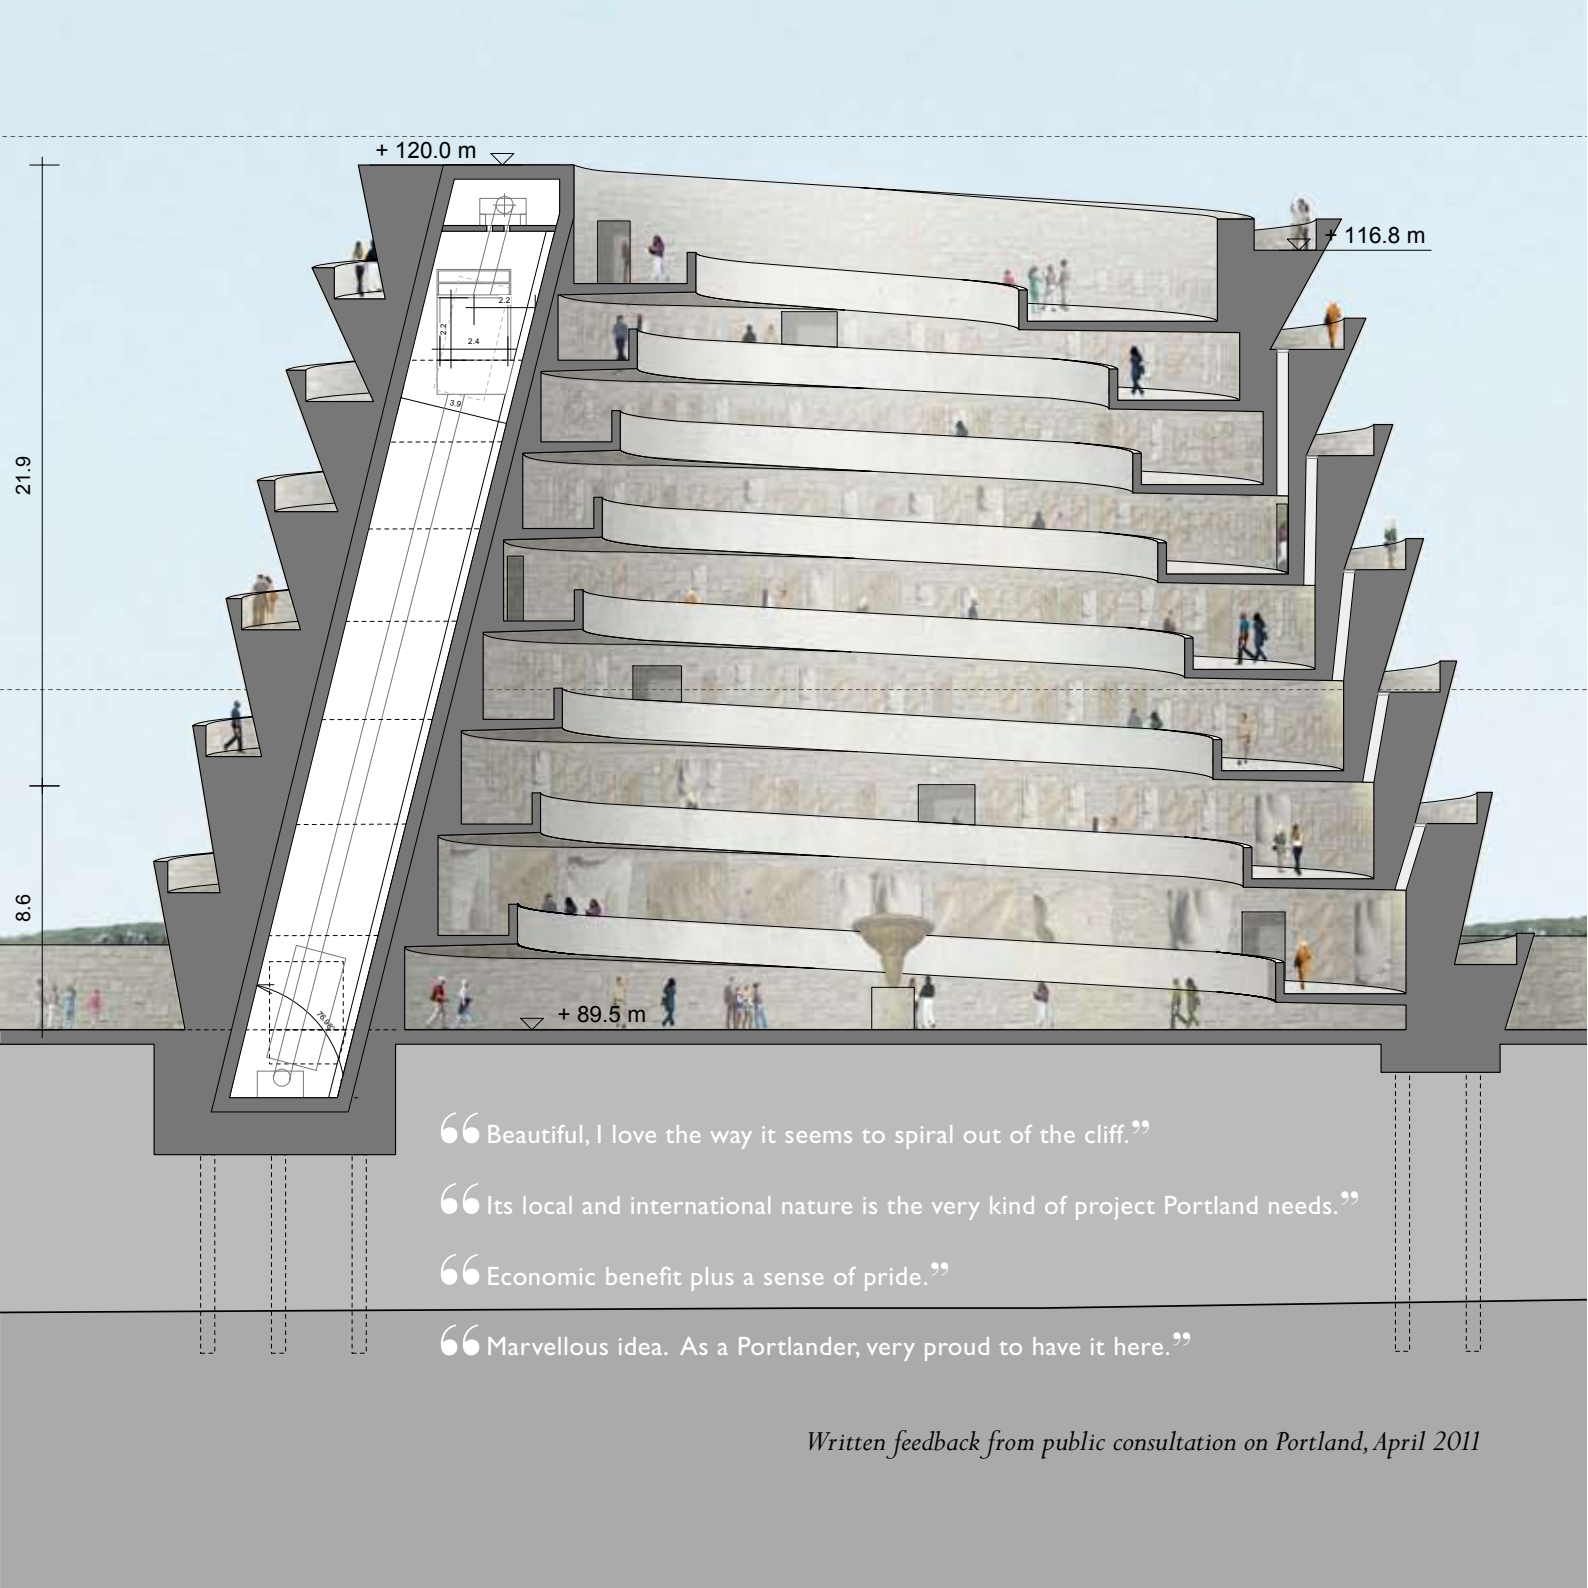 + 120.0 m
+ 116.8 m
2.2
2.2
2.4
3.9
21.9
8.6
76.96°
+ 89.5 m
“Beautiful, I love the way it seems to spiral out of the cliff.”
“Its local and international nature is the very kind of project Portland needs.”
“Economic benefit plus a sense of pride.”
“Marvellous idea. As a Portlander, very proud to have it here.”
Written feedback from public consultation on Portland, April 2011